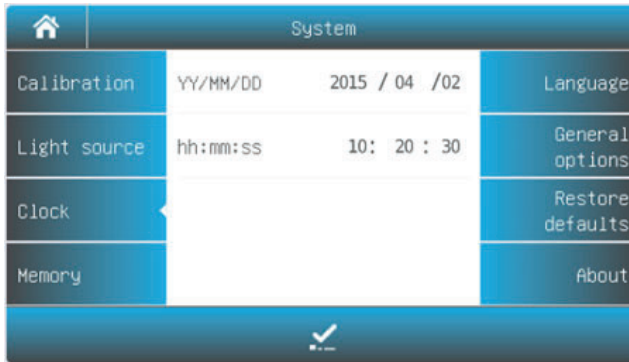 System
Calibration
YY/MM/DD 2015 / 04 /02
Language
Light source
hh:mm:ss 10: 20 : 30
General
options
Clock
Restore
defaults
Memory
About